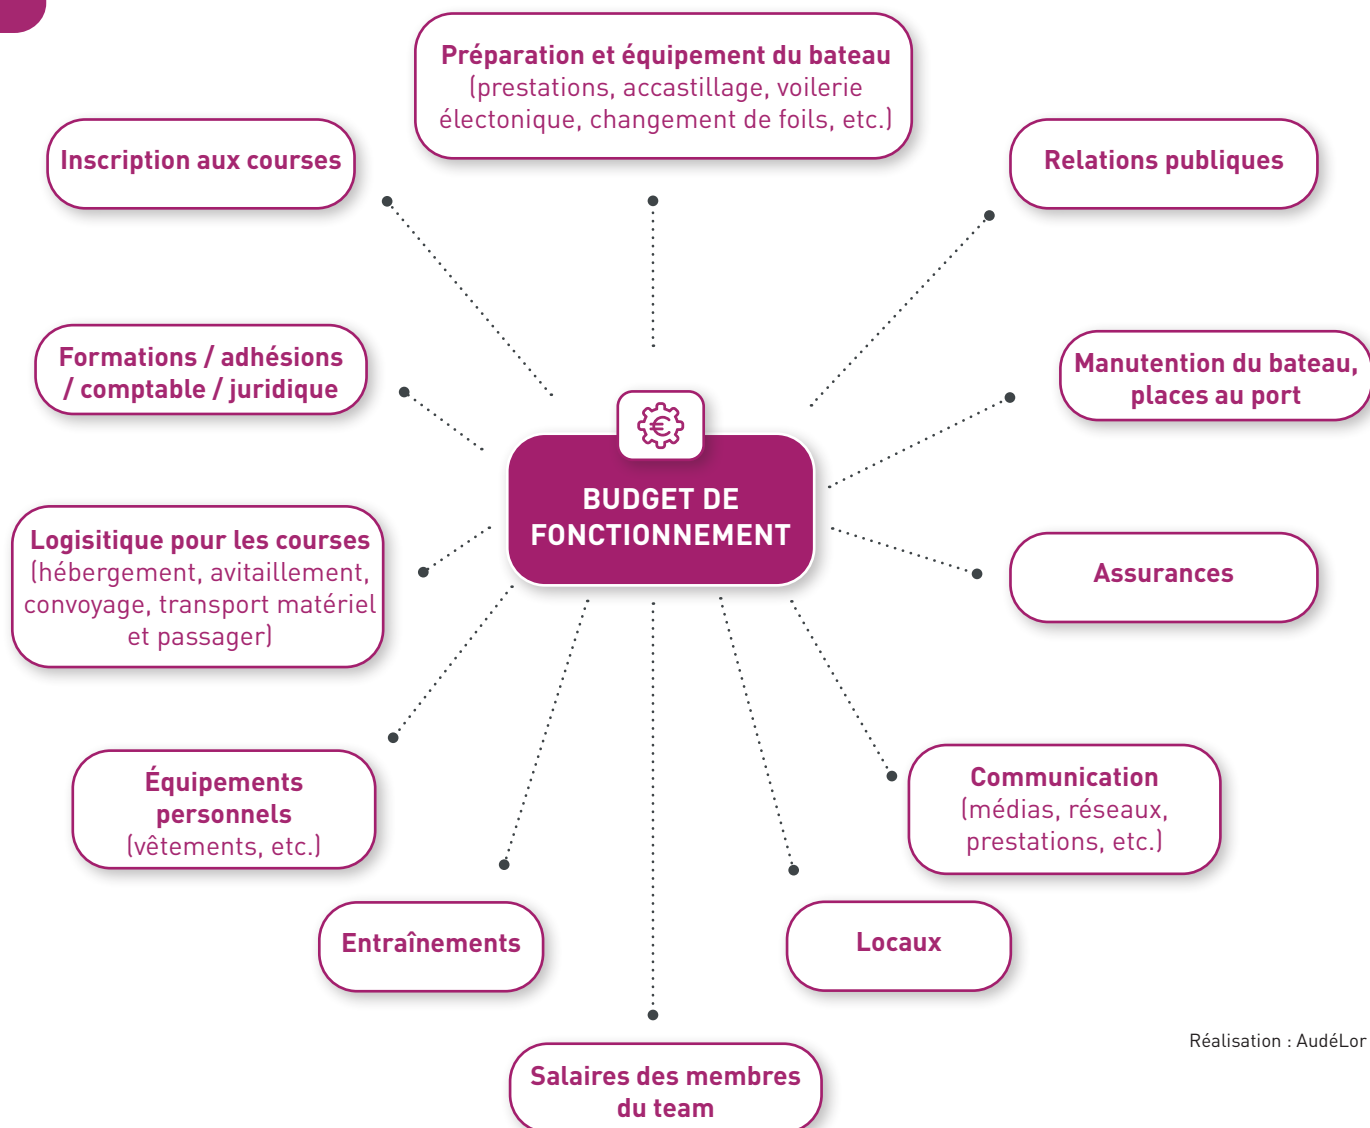 Préparation et équipement du bateau
(prestations, accastillage, voilerie
électonique, changement de foils, etc.)
Inscription aux courses
Relations publiques
Formations / adhésions
/ comptable / juridique
Manutention du bateau,
places au port
BUDGET DE
FONCTIONNEMENT
Logisitique pour les courses
(hébergement, avitaillement,
convoyage, transport matériel
et passager)
Assurances
Équipements
personnels
(vêtements, etc.)
Communication
(médias, réseaux,
prestations, etc.)
Entraînements
Locaux
Salaires des membres
du team
Réalisation : AudéLor